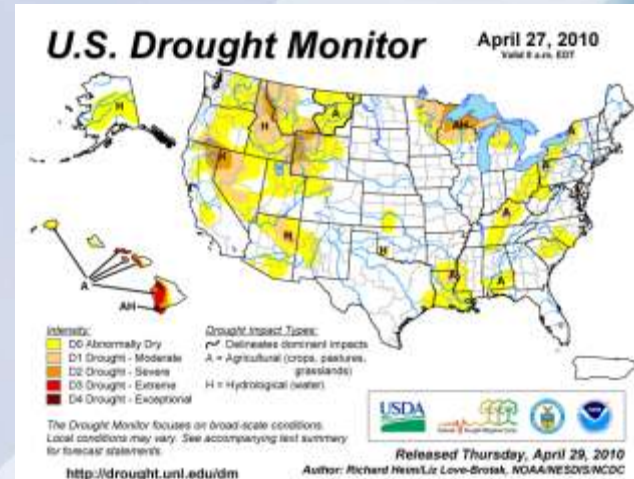 U.S. Drought Monitor
April 27, 2010
Valid 8 a.m. EDT
H
H
H
A
H
H
AH
A
A
A
A
A
A
AH
Intensity:
D0 Abnormally Dry
D1 Drought - Moderate
D2 Drought - Severe
D3 Drought - Extreme
D4 Drought - Exceptional
Drought Impact Types:
Delineates dominant impacts
A = Agricultural (crops, pastures,
grasslands)
H = Hydrological (water)
The Drought Monitor focuses on broad-scale conditions.
Local conditions may vary. See accompanying text summary
for forecast statements.
http://drought.unl.edu/dm
USDA
Released Thursday, April 29, 2010
Author: Richard Heim/Liz Love-Brotak, NOAA/NESDIS/NCDC